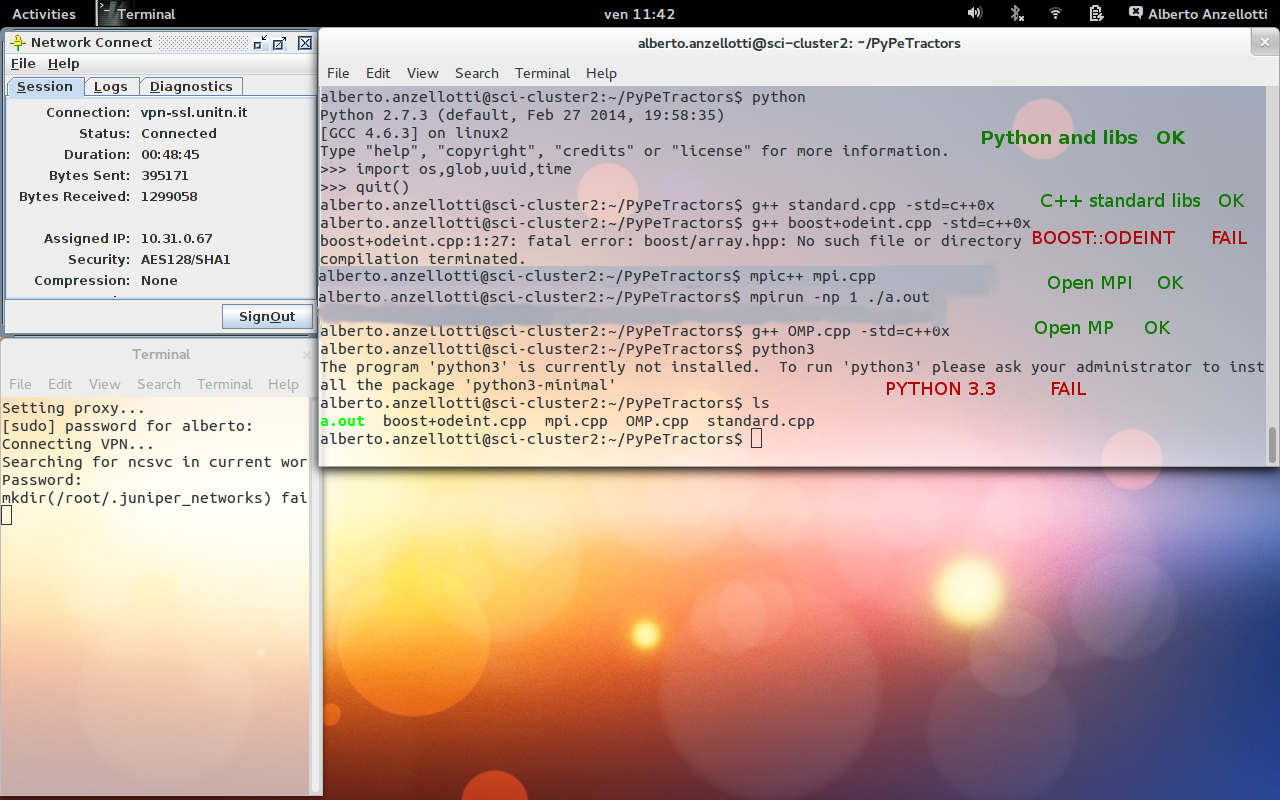 Activities Terminal ven 11:42 Alberto Anzellotti
Network Connect
File Help
Session Logs Diagnostics
Connection: vpn-ssl.unitn.it
Status: Connected
Duration: 00:48:45
Bytes Sent: 395171
Bytes Received: 1299058
Assigned IP: 10.31.0.67
Security: AES128/SHA1
Compression: None
SignOut
alberto.anzellotti@sci-cluster2: ~/PyPeTractors
File Edit View Search Terminal Help
alberto.anzellotti@sci-cluster2:~/PyPeTractors$ python
Python 2.7.3 (default, Feb 27 2014, 19:58:35)
[GCC 4.6.3] on linux2
Type "help", "copyright", "credits" or "license" for more information.
Python and libs OK
>>> import os,glob,uuid,time
>>> quit()
alberto.anzellotti@sci-cluster2:~/PyPeTractors$ g++ standard.cpp -std=c++0x
C++ standard libs OK
alberto.anzellotti@sci-cluster2:~/PyPeTractors$ g++ boost+odeint.cpp -std=c++0x
boost+odeint.cpp:1:27: fatal error: boost/array.hpp: No such file or directory
BOOST::ODEINT FAIL
compilation terminated.
alberto.anzellotti@sci-cluster2:~/PyPeTractors$ mpic++ mpi.cpp
Open MPI OK
alberto.anzellotti@sci-cluster2:~/PyPeTractors$ mpirun -np 1 ./a.out
alberto.anzellotti@sci-cluster2:~/PyPeTractors$ g++ OMP.cpp -std=c++0x
Open MP OK
alberto.anzellotti@sci-cluster2:~/PyPeTractors$ python3
The program 'python3' is currently not installed.  To run 'python3' please ask your administrator to inst
all the package 'python3-minimal'
PYTHON 3.3 FAIL
alberto.anzellotti@sci-cluster2:~/PyPeTractors$ ls
a.out  boost+odeint.cpp  mpi.cpp  OMP.cpp  standard.cpp
alberto.anzellotti@sci-cluster2:~/PyPeTractors$
Terminal
File Edit View Search Terminal Help
Setting proxy...
[sudo] password for alberto:
Connecting VPN...
Searching for ncsvc in current wor
Password:
mkdir(/root/.juniper_networks) fai